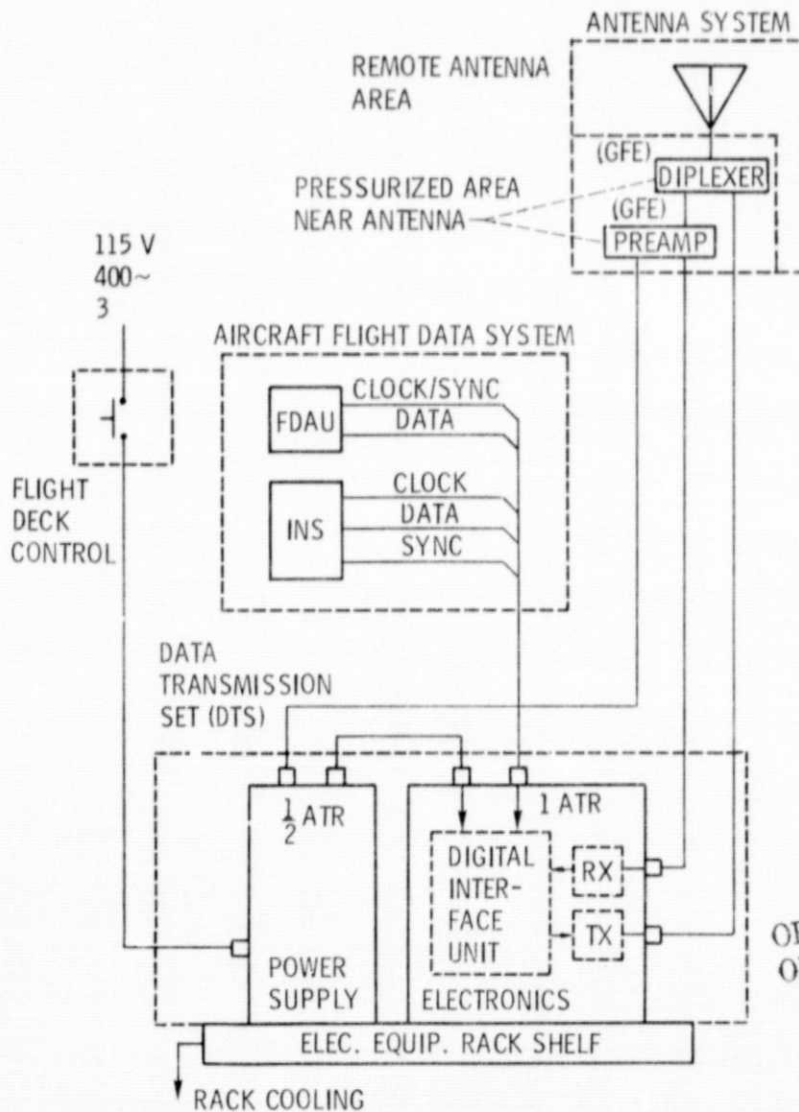 ANTENNA SYSTEM
REMOTE ANTENNA
AREA
(GFE)
DIPLEXER
PRESSURIZED AREA
NEAR ANTENNA
(GFE)
PREAMP
115 V
400~
3
AIRCRAFT FLIGHT DATA SYSTEM
CLOCK/SYNC
FDAU
DATA
CLOCK
INS
DATA
SYNC
FLIGHT
DECK
CONTROL
DATA
TRANSMISSION
SET (DTS)
1/2 ATR
1 ATR
DIGITAL
INTER-
FACE
UNIT
RX
TX
POWER
SUPPLY
ELECTRONICS
ELEC. EQUIP. RACK SHELF
RACK COOLING